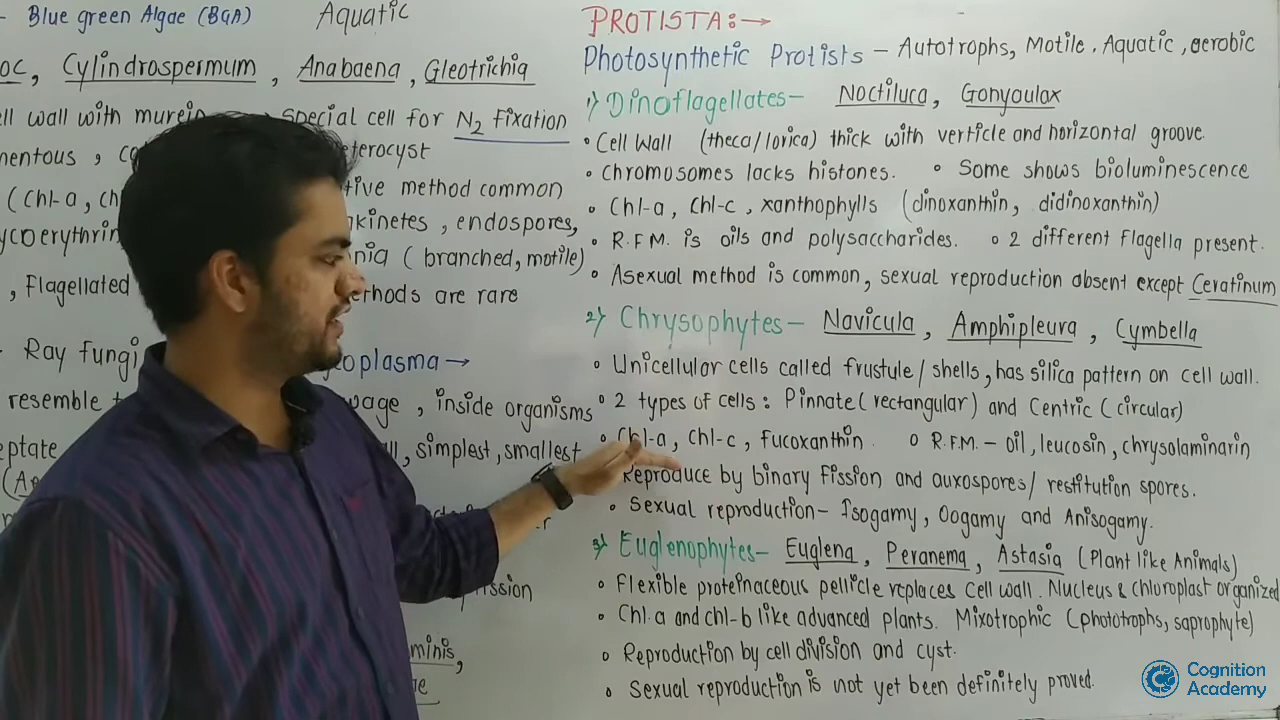 Blue green Algae (BGA) Aquatic
oc, Cylindrospermum, Anabaena, Gleotrichia
ell wall with murein special cell for N2 fixation
mentous, eterocyst
(Chl-a, ch tive method common
ycoerythrin kinetes, endospores,
nia (branched, motile)
, Flagellated ethods are rare
Ray fungi coplasma →
resemble wage, inside organisms
eptate ll, simplest, smallest
(A
r
ission
minis,
e
PROTISTA:→
Photosynthetic Protists – Autotrophs, Motile. Aquatic, aerobic
1) Dinoflagellates– Noctiluca, Gonyaulax
• Cell Wall (theca/lorica) thick with verticle and horizontal groove
• Chromosomes lacks histones. • Some shows bioluminescence
• Chl-a, Chl-c, xanthophylls (dinoxanthin, didinoxanthin)
• R.F.M. is oils and polysaccharides. • 2 different flagella present.
• Asexual method is common, sexual reproduction absent except Ceratinum
2) Chrysophytes– Navicula, Amphipleura, Cymbella
• Unicellular cells called frustule/shells, has silica pattern on cell wall.
• 2 types of cells: Pinnate (rectangular) and Centric (circular)
• Chl-a, Chl-c, fucoxanthin. • R.F.M. – oil, leucosin, chrysolaminarin
Reproduce by binary fission and auxospores/ restitution spores.
• Sexual reproduction– Isogamy, Oogamy and Anisogamy.
3) Euglenophytes– Euglena, Peranema, Astasia (Plant like Animals)
• Flexible proteinaceous pellicle replaces cell wall. Nucleus & chloroplast organized
• Chl.a and chl-b like advanced plants. Mixotrophic (phototrophs, saprophyte)
• Reproduction by cell division and cyst.
• Sexual reproduction is not yet been definitely proved.
Cognition
Academy